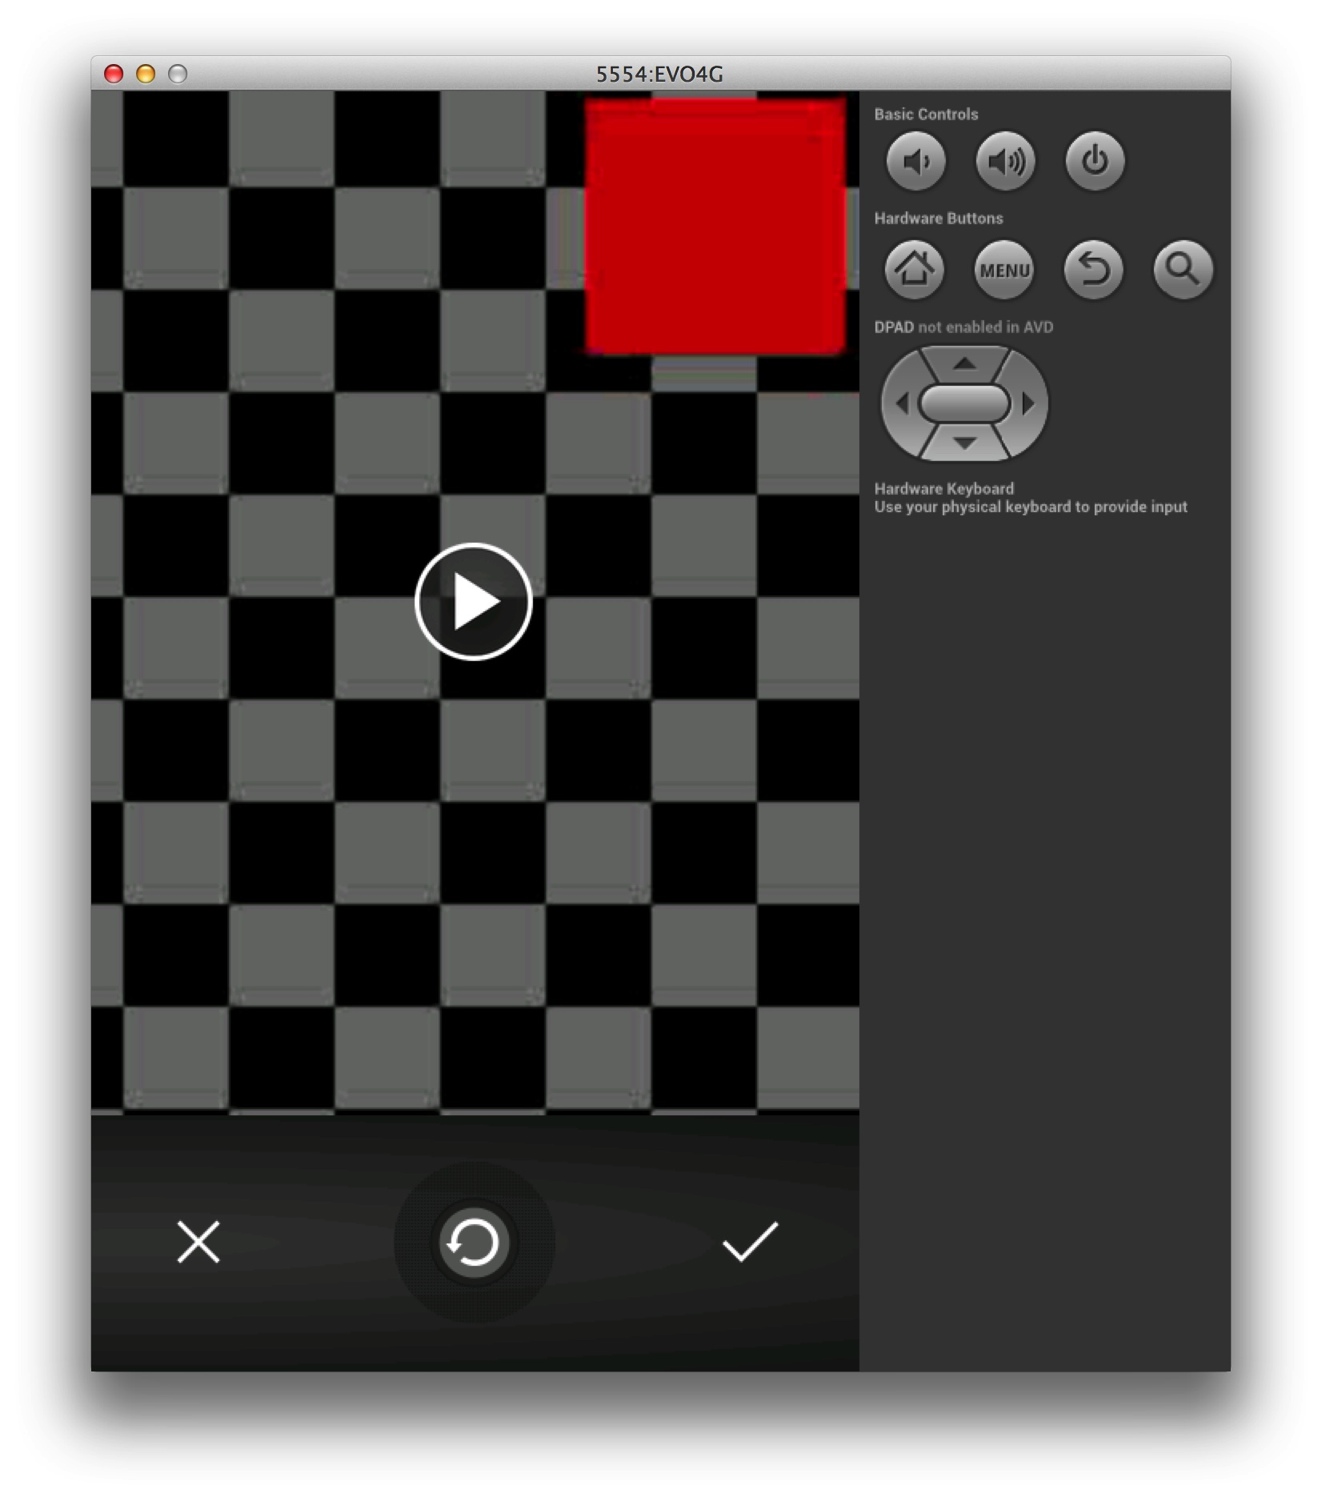 5554:EVO4G
Basic Controls
Hardware Buttons
MENU
DPAD not enabled in AVD
Hardware Keyboard
Use your physical keyboard to provide input